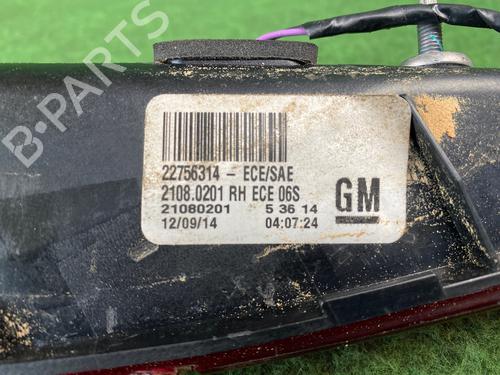 22756314 - ECE/SAE
2108.0201 RH ECE 06S
21080201 5 36 14
12/09/14 04:07:24
GM
B-PARTS